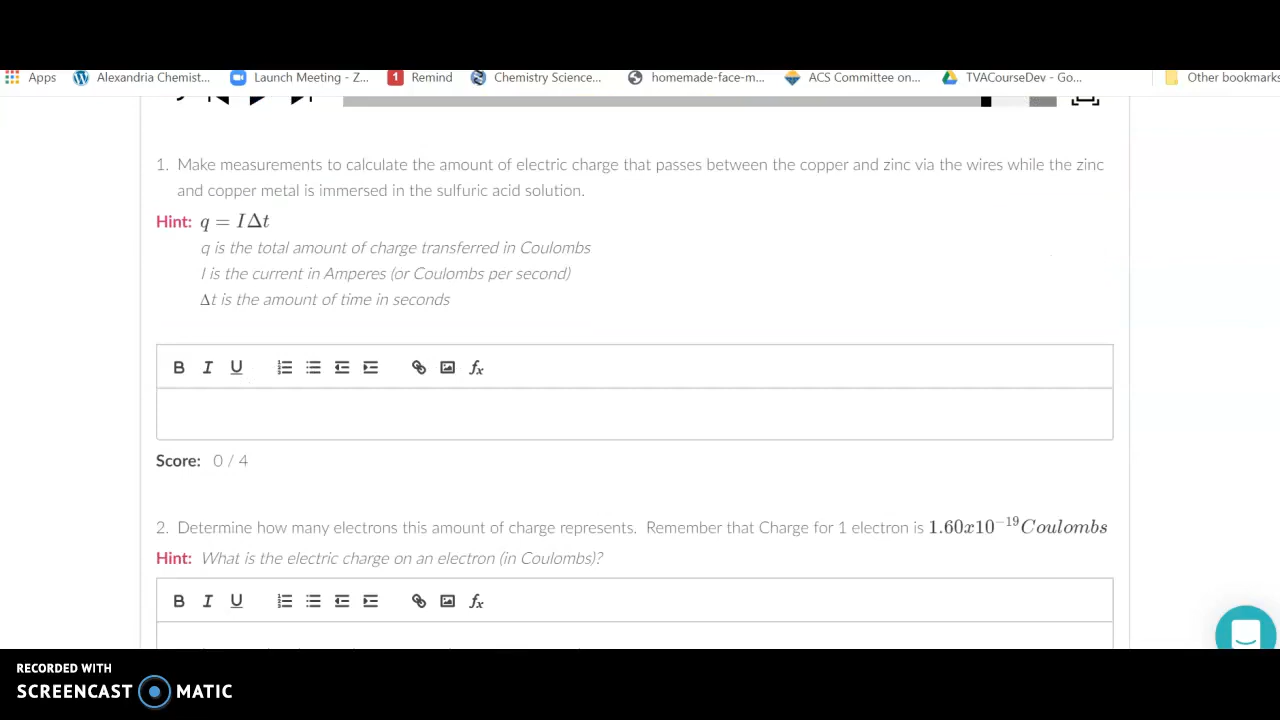 Apps Alexandria Chemist... Launch Meeting - Z... 1 Remind Chemistry Science... homemade-face-m... ACS Committee on... TVACourseDev - Go... Other bookmarks
1. Make measurements to calculate the amount of electric charge that passes between the copper and zinc via the wires while the zinc
and copper metal is immersed in the sulfuric acid solution.
Hint: q = IΔt
q is the total amount of charge transferred in Coulombs
I is the current in Amperes (or Coulombs per second)
Δt is the amount of time in seconds
B I U fx
Score: 0 / 4
2. Determine how many electrons this amount of charge represents. Remember that Charge for 1 electron is 1.60x10⁻¹⁹Coulombs
Hint: What is the electric charge on an electron (in Coulombs)?
B I U fx
RECORDED WITH
SCREENCAST MATIC